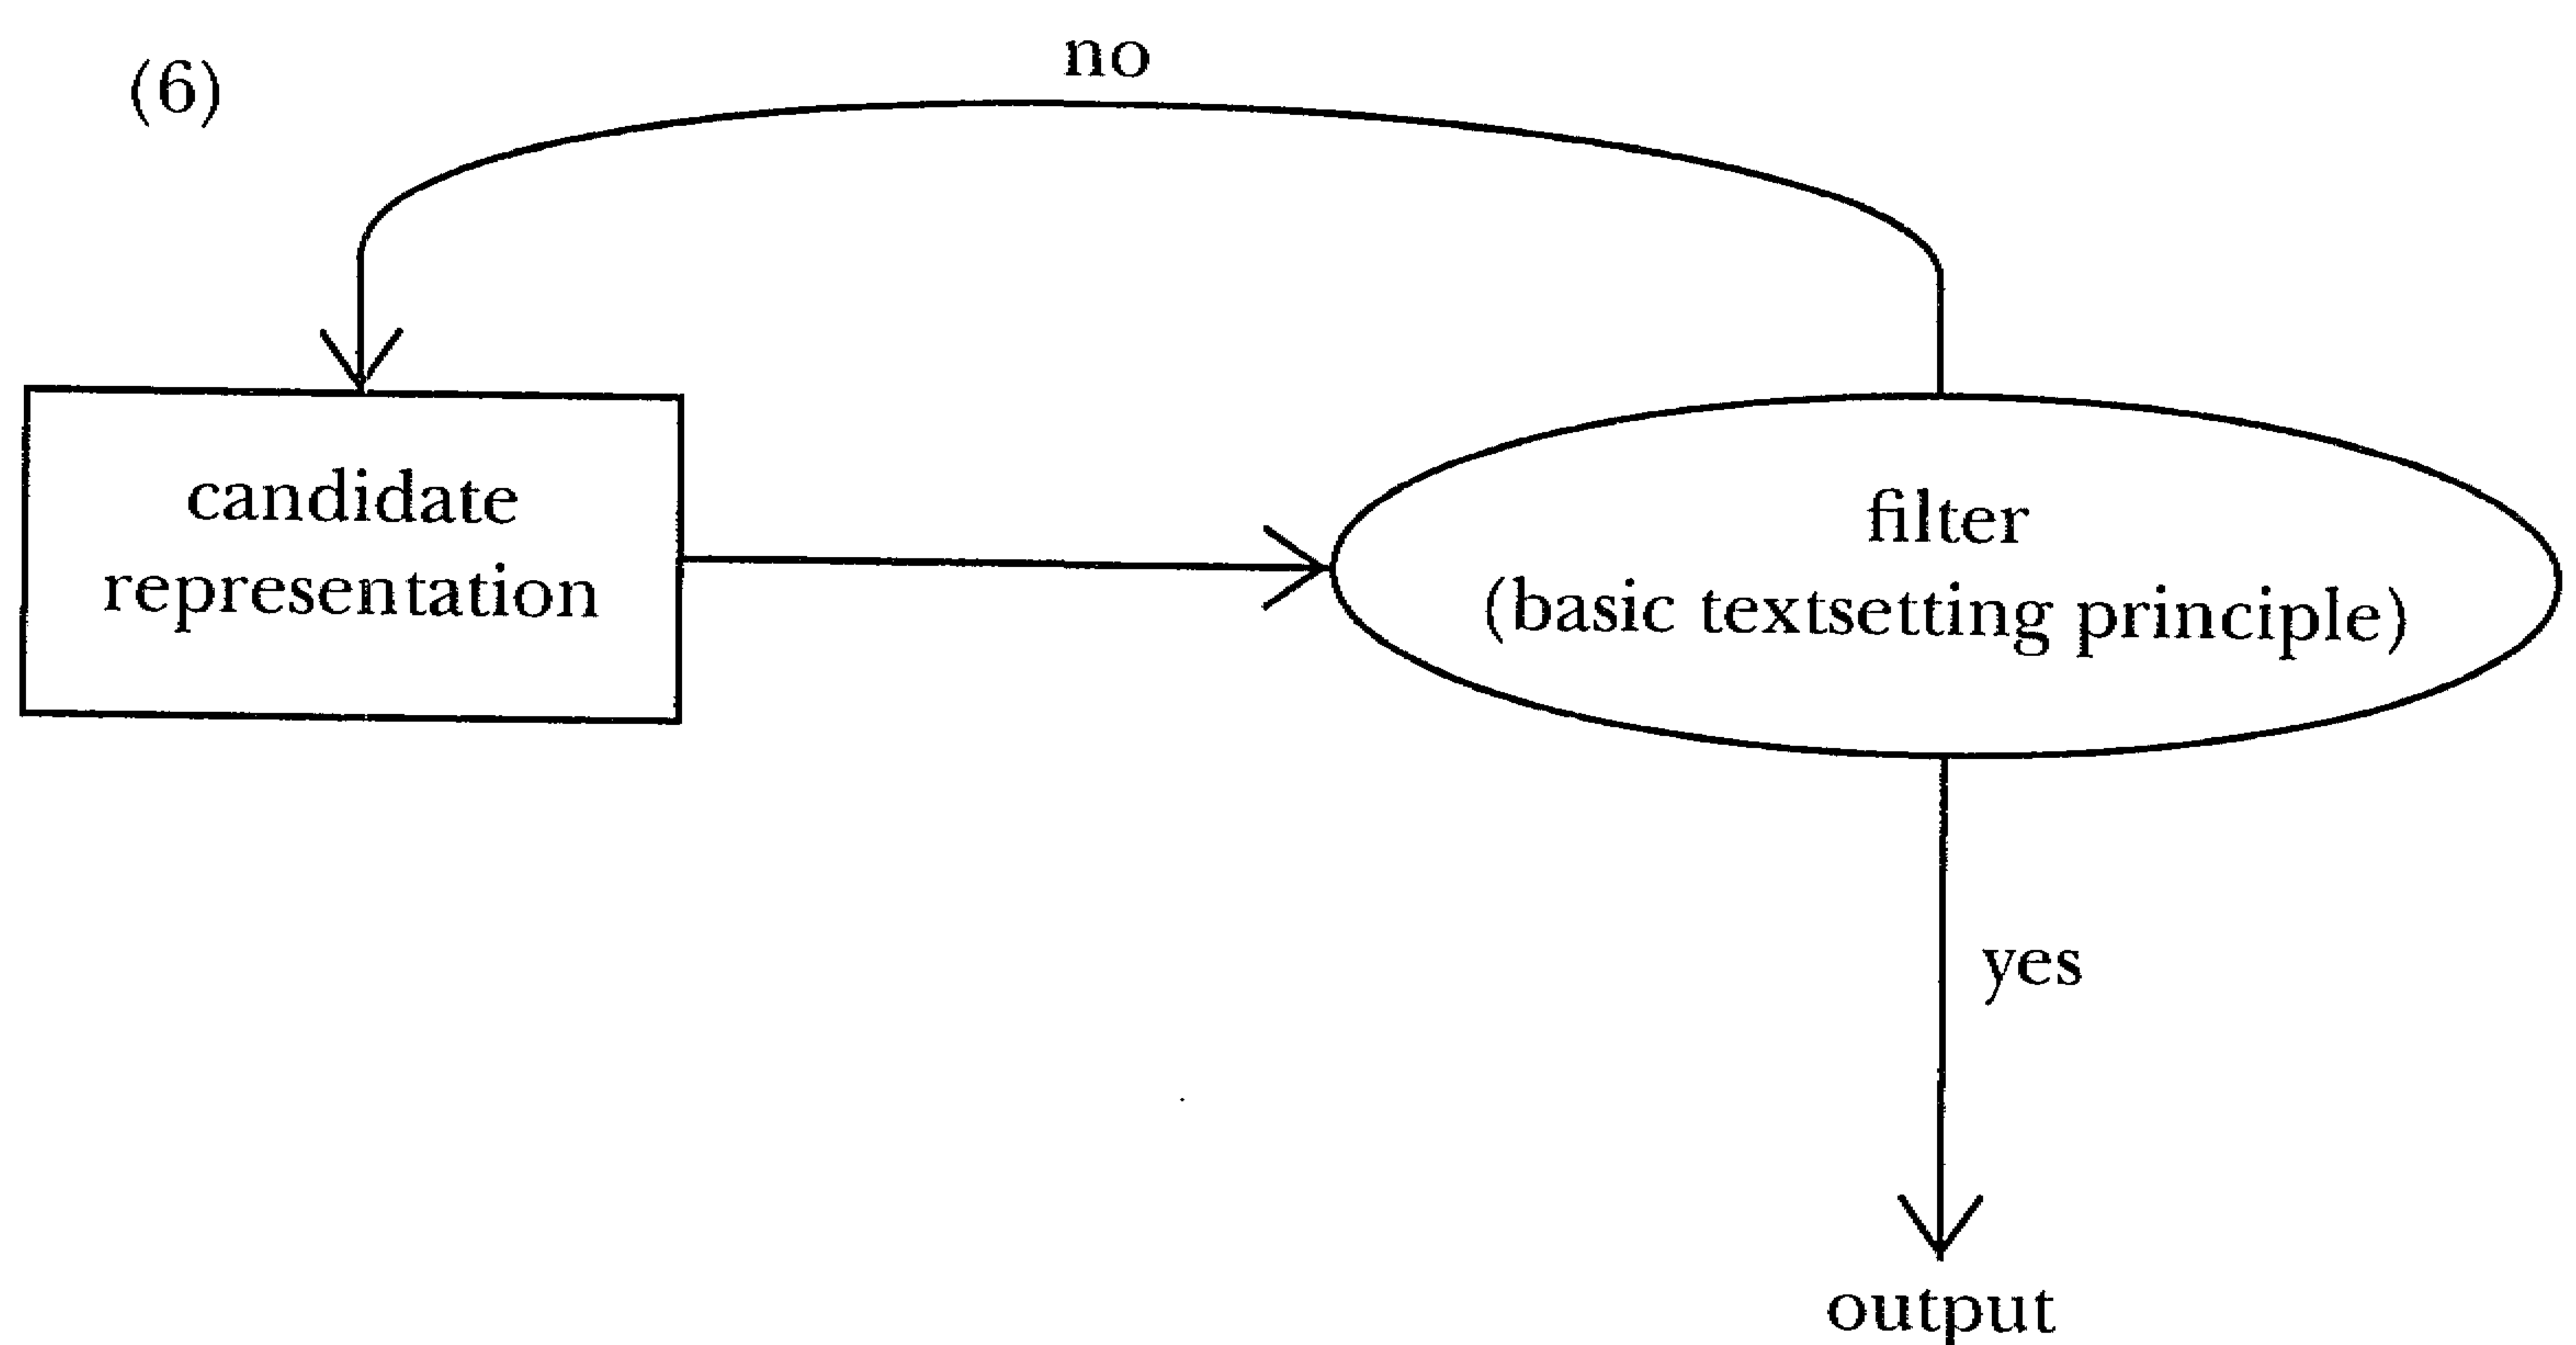 (6)
no
candidate
representation
filter
(basic textsetting principle)
yes
output